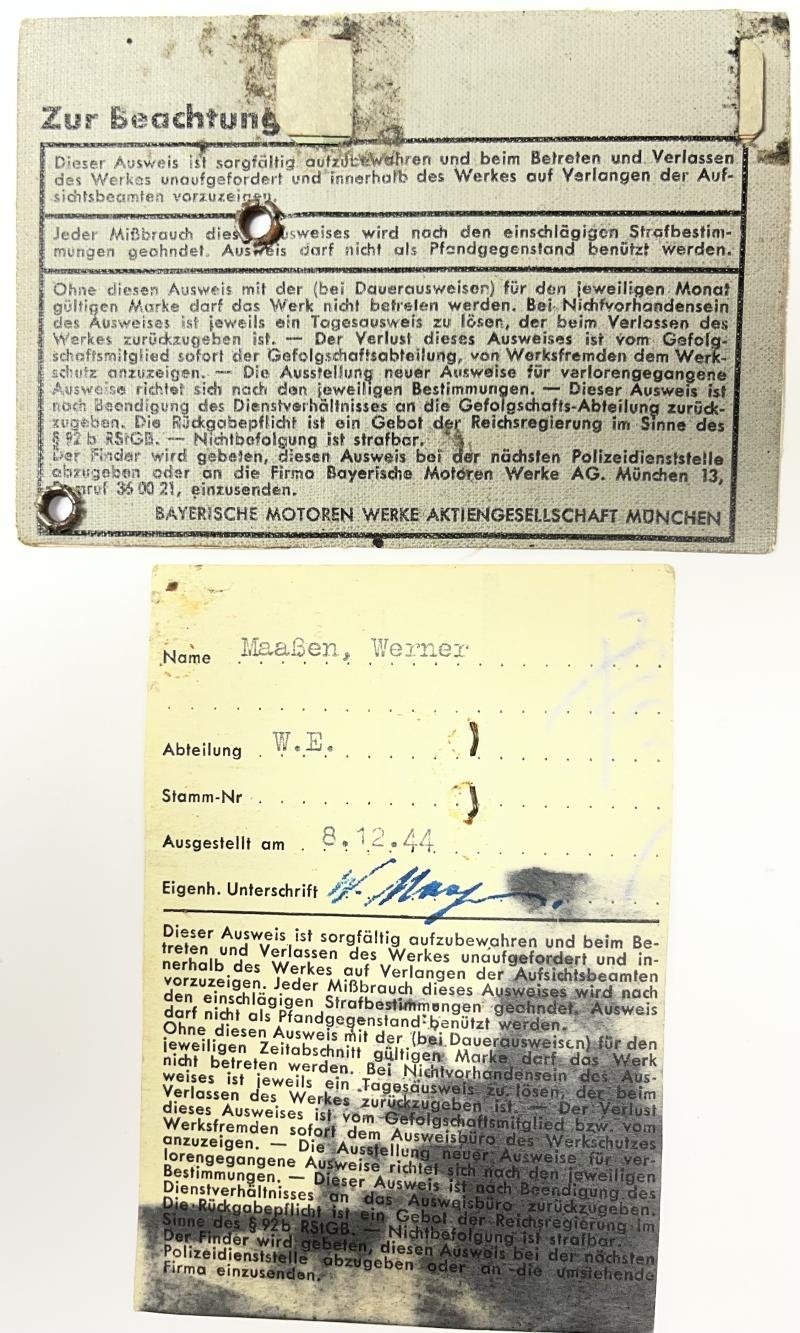 Zur Beachtung
Dieser Ausweis ist sorgfältig aufzubewahren und beim Betreten und Verlassen
des Werkes unaufgefordert und innerhalb des Werkes auf Verlangen der Auf-
sichtsbeamten vorzuzeigen.
Jeder Mißbrauch dieses Ausweises wird nach den einschlägigen Strafbestim-
mungen geahndet. Ausweis darf nicht als Pfandgegenstand benützt werden.
Ohne diesen Ausweis mit der (bei Dauerausweisen) für den jeweiligen Monat
gültigen Marke darf das Werk nicht betreten werden. Bei Nichtvorhandensein
des Ausweises ist jeweils ein Tagesausweis zu lösen, der beim Verlassen des
Werkes zurückzugeben ist. — Der Verlust dieses Ausweises ist vom Gefolg-
schaftsmitglied sofort der Gefolgschaftsabteilung, von Werksfremden dem Werk-
schutz anzuzeigen. — Die Ausstellung neuer Ausweise für verlorengegangene
Ausweise richtet sich nach den jeweiligen Bestimmungen. — Dieser Ausweis ist
nach Beendigung des Dienstverhältnisses an die Gefolgschafts-Abteilung zurück-
zugeben. Die Rückgabepflicht ist ein Gebot der Reichsregierung im Sinne des
§ 92 b RStGB. — Nichtbefolgung ist strafbar.
Der Finder wird gebeten, diesen Ausweis bei der nächsten Polizeidienststelle
abzugeben oder an die Firma Bayerische Motoren Werke AG. München 13,
36 00 21, einzusenden.
BAYERISCHE MOTOREN WERKE AKTIENGESELLSCHAFT MÜNCHEN
Name Maaßen, Werner
Abteilung W.E.
Stamm-Nr
Ausgestellt am 8.12.44
Eigenh. Unterschrift W. Maaßen
Dieser Ausweis ist sorgfältig aufzubewahren und beim Be-
treten und Verlassen des Werkes unaufgefordert und in-
nerhalb des Werkes auf Verlangen der Aufsichtsbeamten
vorzuzeigen. Jeder Mißbrauch dieses Ausweises wird nach
den einschlägigen Strafbestimmungen geahndet. Ausweis
darf nicht als Pfandgegenstand benützt werden.
Ohne diesen Ausweis mit der (bei Dauerausweisen) für den
jeweiligen Zeitabschnitt gültigen Marke darf das Werk
nicht betreten werden. Bei Nichtvorhandensein des Aus-
weises ist jeweils ein Tagesausweis zu lösen, der beim
Verlassen des Werkes zurückzugeben ist. — Der Verlust
dieses Ausweises ist vom Gefolgschaftsmitglied bzw. vom
Werksfremden sofort dem Ausweisbüro des Werkschutzes
anzuzeigen. — Die Ausstellung neuer Ausweise für ver-
lorengegangene Ausweise richtet sich nach den jeweiligen
Bestimmungen. — Dieser Ausweis ist nach Beendigung des
Dienstverhältnisses an das Ausweisbüro zurückzugeben.
Die Rückgabepflicht ist ein Gebot der Reichsregierung im
Sinne des § 92b RStGB. — Nichtbefolgung ist strafbar.
Der Finder wird gebeten, diesen Ausweis bei der nächsten
Polizeidienststelle abzugeben oder an die umstehende
Firma einzusenden.